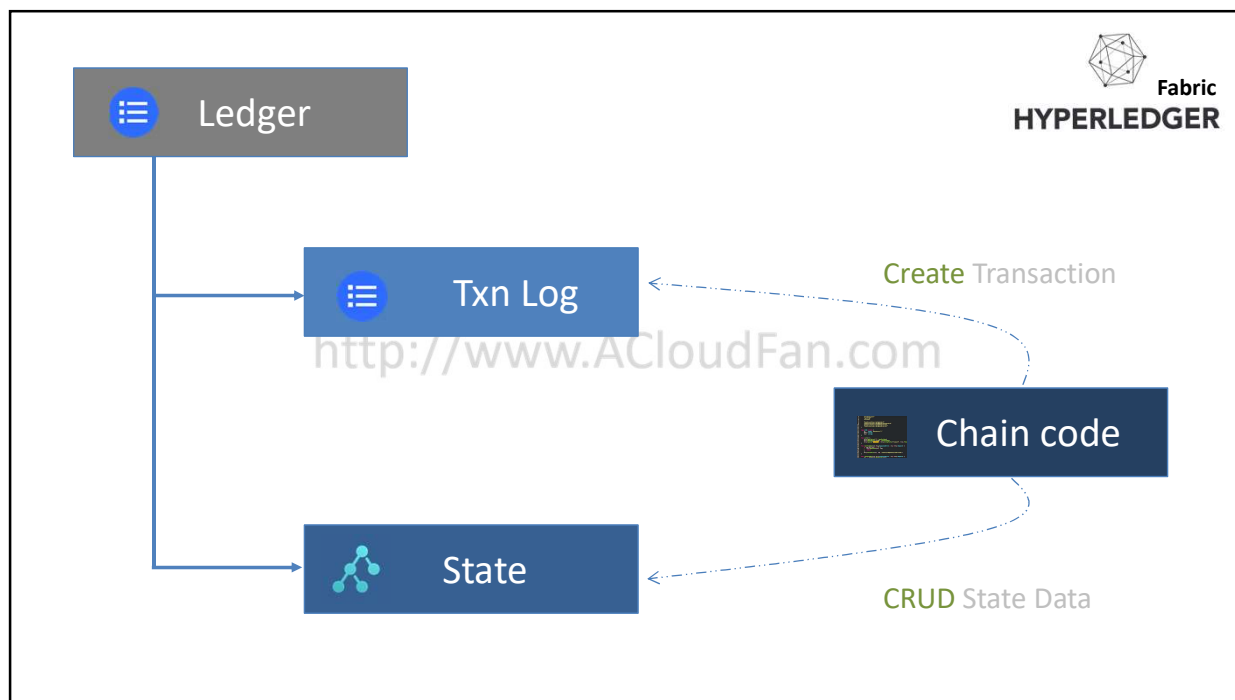 Ledger
Fabric
HYPERLEDGER
Txn Log
Create Transaction
http://www.ACloudFan.com
Chain code
State
CRUD State Data